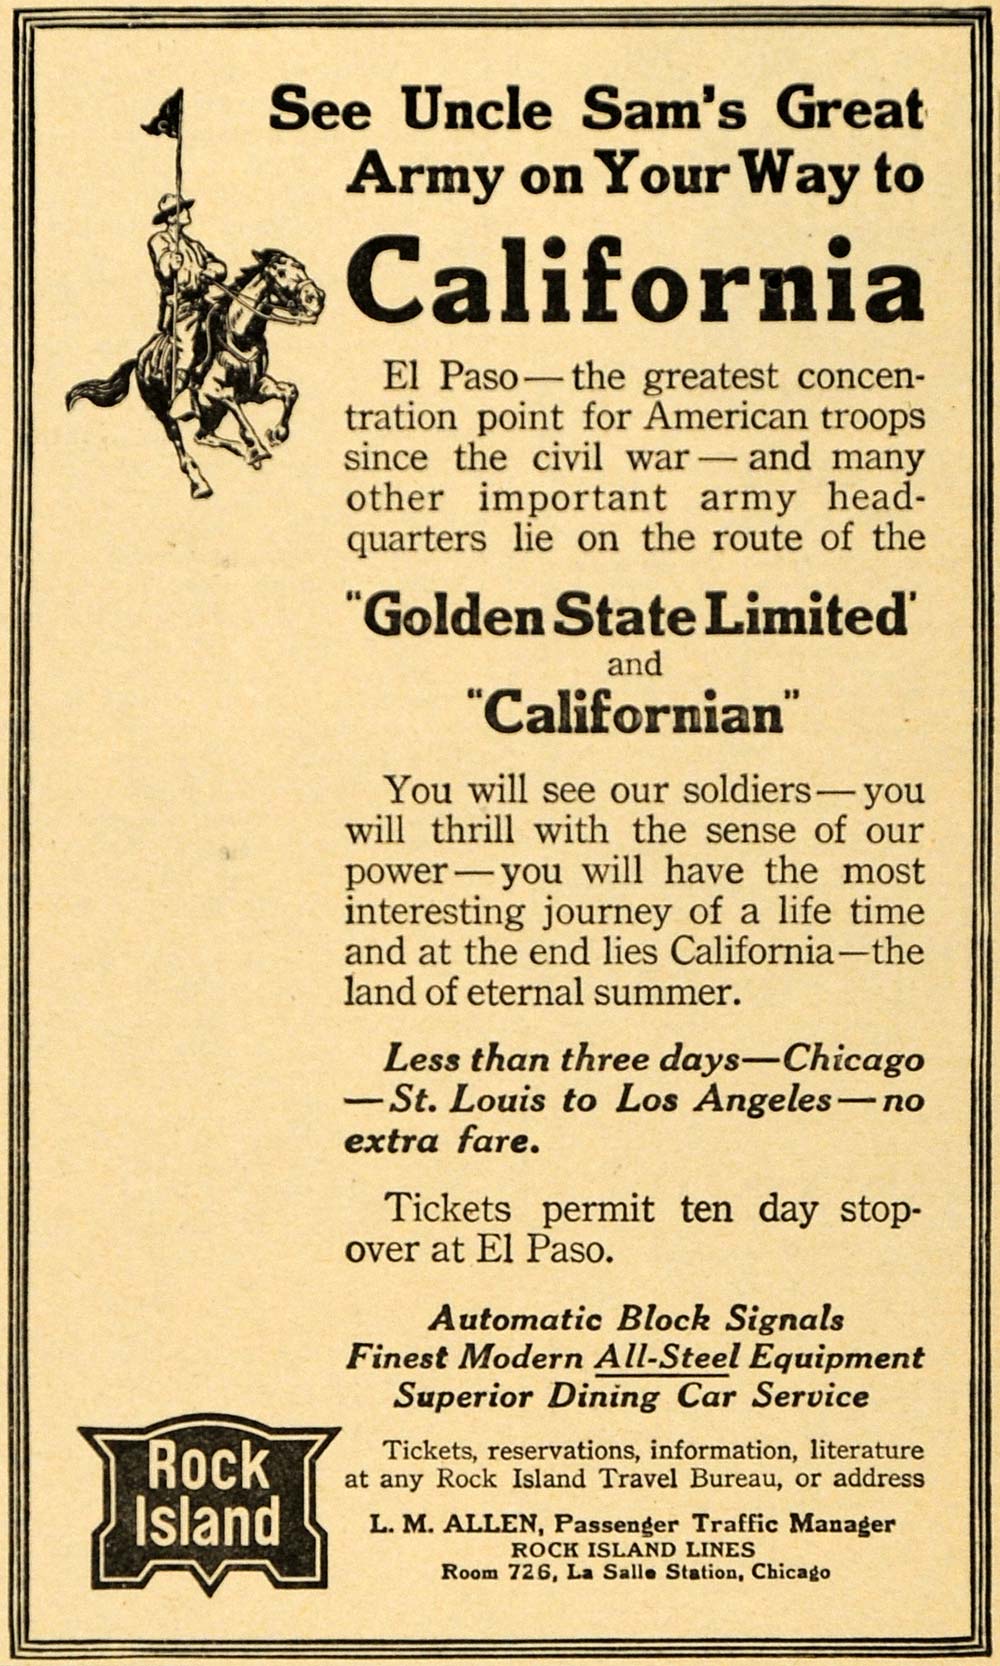 See Uncle Sam's Great
Army on Your Way to
California
El Paso—the greatest concen-
tration point for American troops
since the civil war—and many
other important army head-
quarters lie on the route of the
"Golden State Limited'
and
"Californian"
You will see our soldiers—you
will thrill with the sense of our
power—you will have the most
interesting journey of a life time
and at the end lies California—the
land of eternal summer.
Less than three days—Chicago
—St. Louis to Los Angeles—no
extra fare.
Tickets permit ten day stop-
over at El Paso.
Automatic Block Signals
Finest Modern All-Steel Equipment
Superior Dining Car Service
Tickets, reservations, information, literature
at any Rock Island Travel Bureau, or address
L. M. ALLEN, Passenger Traffic Manager
ROCK ISLAND LINES
Room 726, La Salle Station, Chicago
Rock
Island